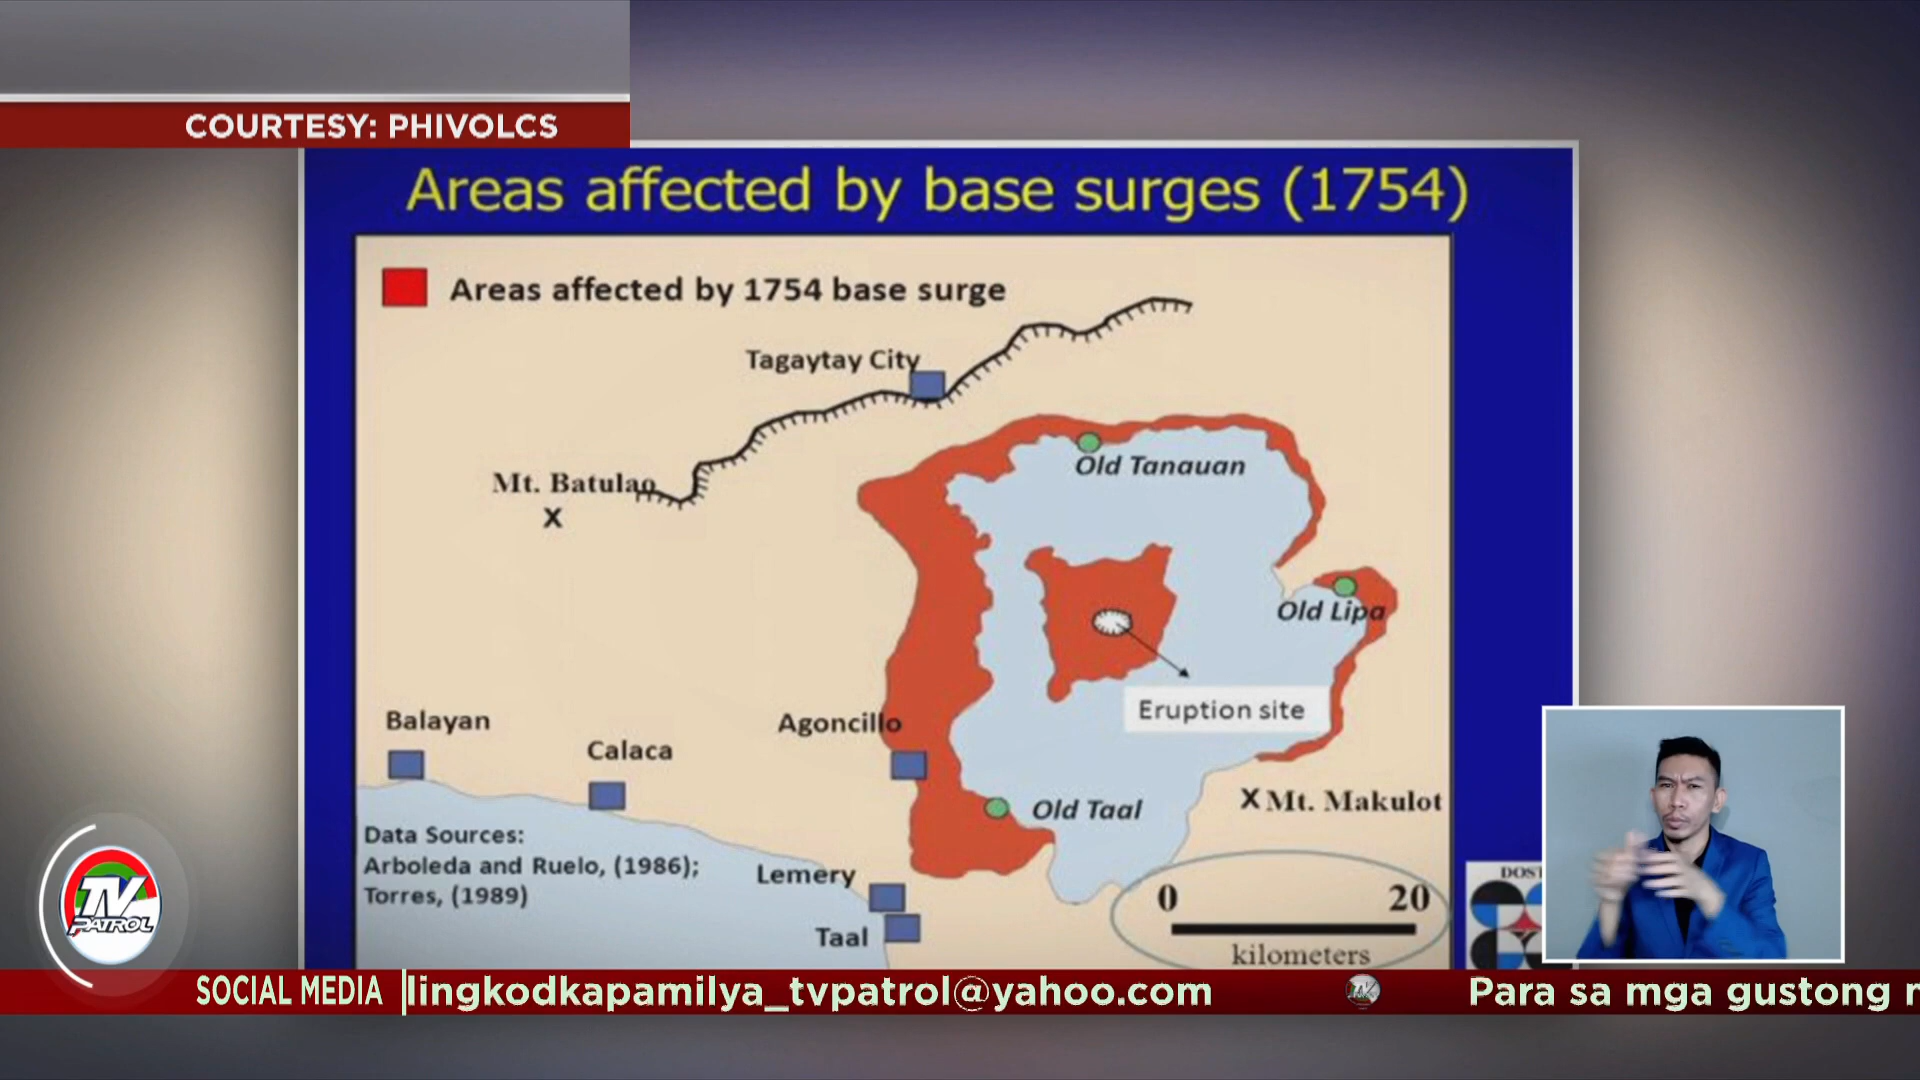 COURTESY: PHIVOLCS
Areas affected by base surges (1754)
Areas affected by 1754 base surge
Tagaytay City
Mt. Batulao
X
Old Tanauan
Old Lipa
Eruption site
Balayan
Calaca
Agoncillo
Old Taal
X Mt. Makulot
Data Sources:
Arboleda and Ruelo, (1986);
Torres, (1989)
Lemery
Taal
0 20
kilometers
DOST
TV
PATROL
SOCIAL MEDIA
lingkodkapamilya_tvpatrol@yahoo.com
Para sa mga gustong